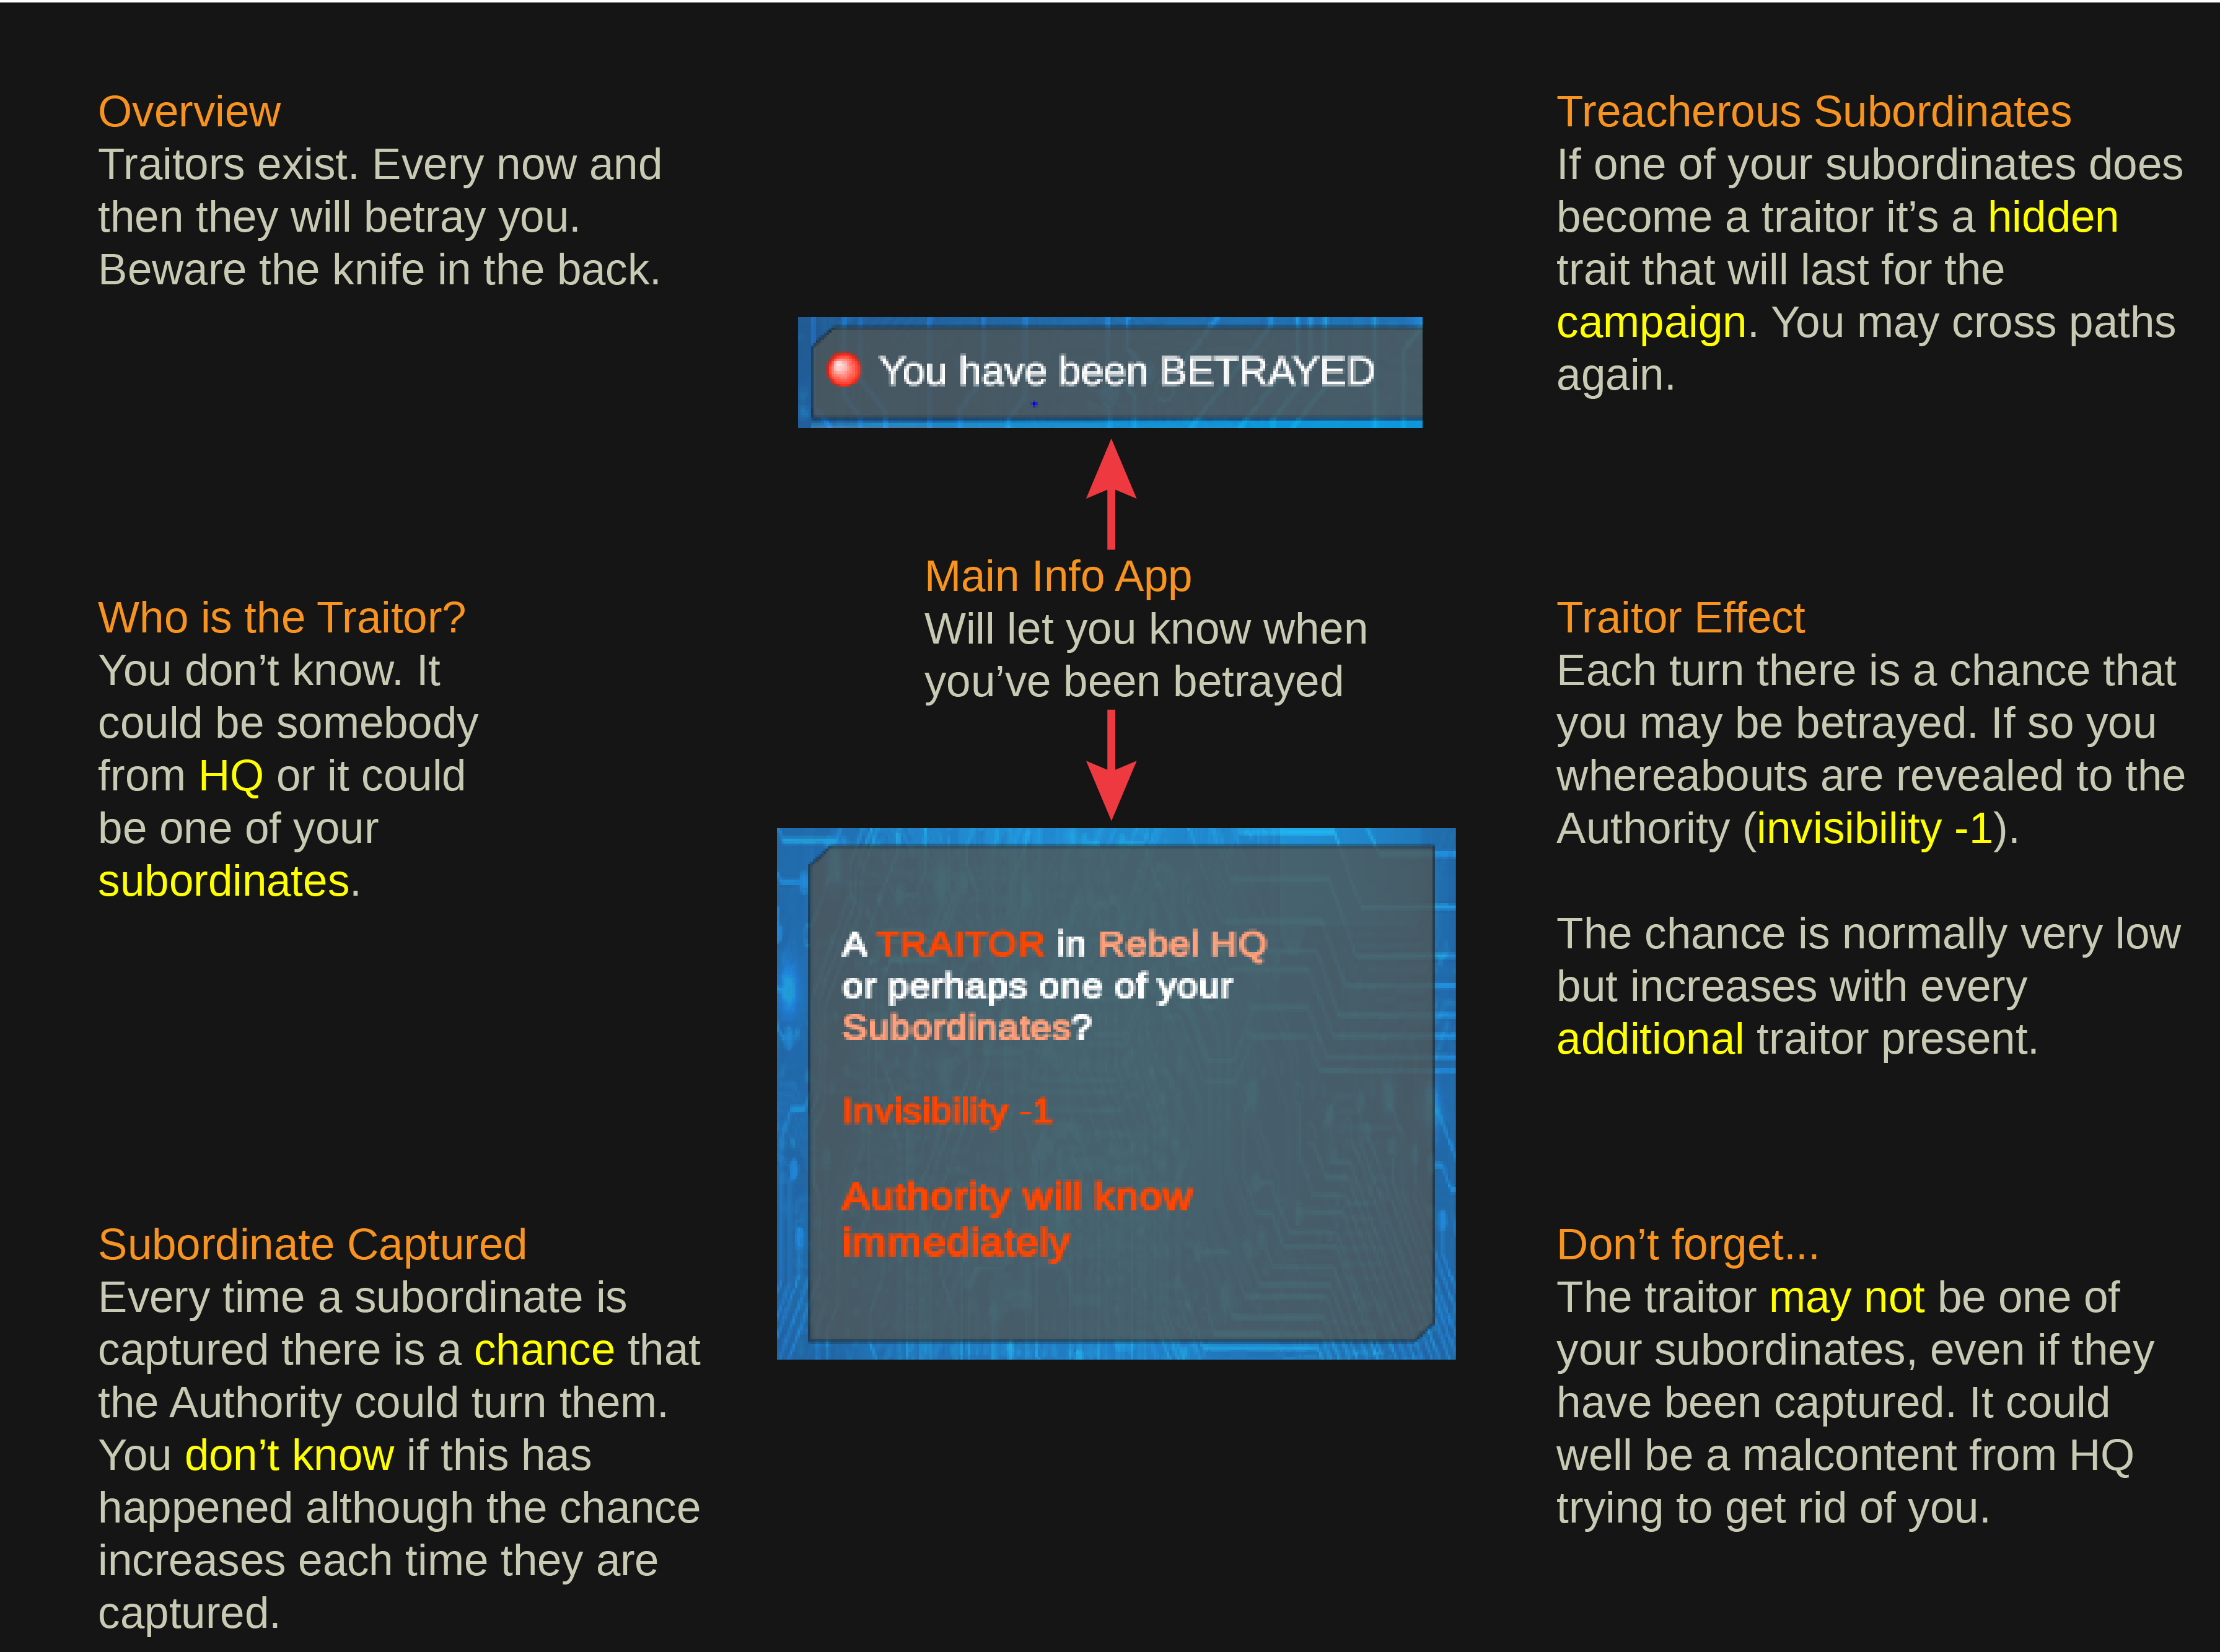 Overview
Traitors exist. Every now and
then they will betray you.
Beware the knife in the back.
Who is the Traitor?
You don’t know. It
could be somebody
from HQ or it could
be one of your
subordinates.
Subordinate Captured
Every time a subordinate is
captured there is a chance that
the Authority could turn them.
You don’t know if this has
happened although the chance
increases each time they are
captured.
You have been BETRAYED
Main Info App
Will let you know when
you’ve been betrayed
A TRAITOR in Rebel HQ
or perhaps one of your
Subordinates?
Invisibility -1
Authority will know
immediately
Treacherous Subordinates
If one of your subordinates does
become a traitor it’s a hidden
trait that will last for the
campaign. You may cross paths
again.
Traitor Effect
Each turn there is a chance that
you may be betrayed. If so you
whereabouts are revealed to the
Authority (invisibility -1).
The chance is normally very low
but increases with every
additional traitor present.
Don’t forget...
The traitor may not be one of
your subordinates, even if they
have been captured. It could
well be a malcontent from HQ
trying to get rid of you.